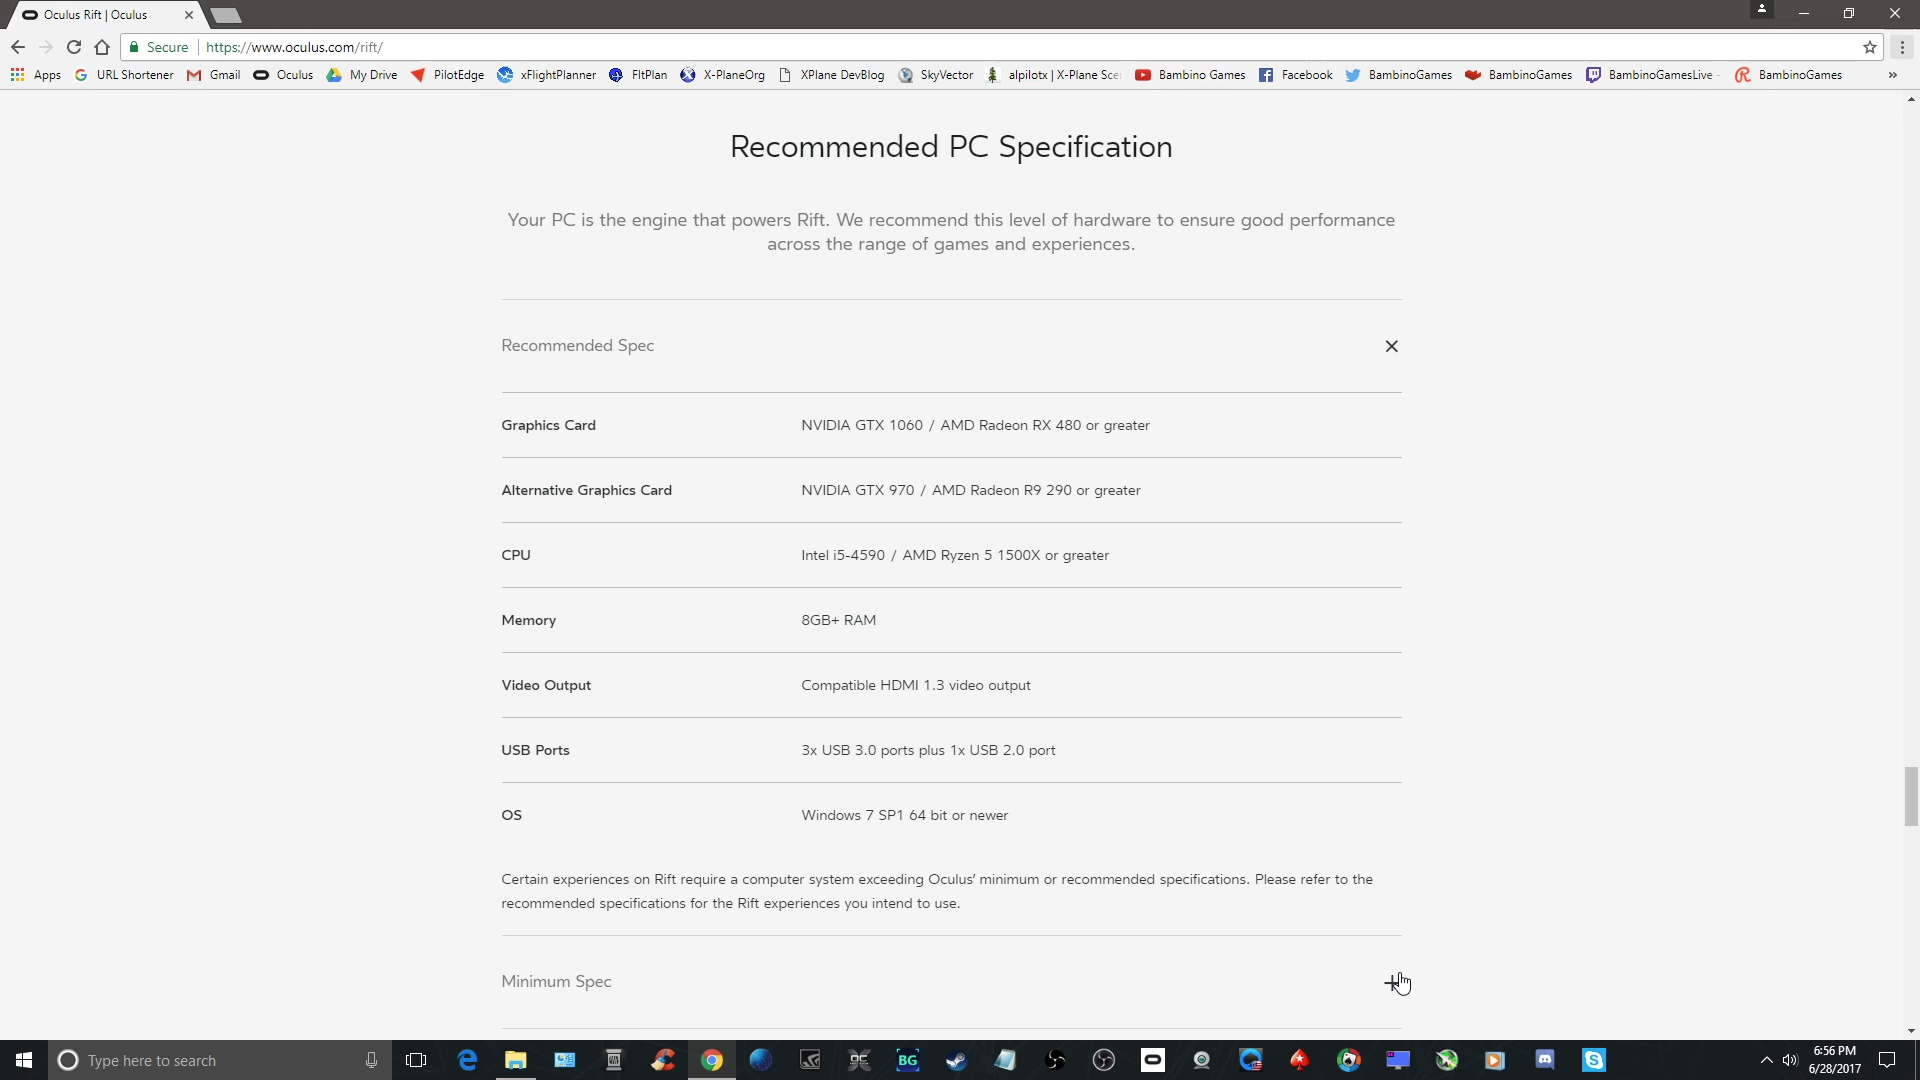 Oculus Rift | Oculus
Secure https://www.oculus.com/rift/
Apps URL Shortener Gmail Oculus My Drive PilotEdge xFlightPlanner FltPlan X-PlaneOrg XPlane DevBlog SkyVector alpilotx | X-Plane Sce Bambino Games Facebook BambinoGames BambinoGames BambinoGamesLive - BambinoGames »
Recommended PC Specification
Your PC is the engine that powers Rift. We recommend this level of hardware to ensure good performance
across the range of games and experiences.
Recommended Spec
Graphics Card NVIDIA GTX 1060 / AMD Radeon RX 480 or greater
Alternative Graphics Card NVIDIA GTX 970 / AMD Radeon R9 290 or greater
CPU Intel i5-4590 / AMD Ryzen 5 1500X or greater
Memory 8GB+ RAM
Video Output Compatible HDMI 1.3 video output
USB Ports 3x USB 3.0 ports plus 1x USB 2.0 port
OS Windows 7 SP1 64 bit or newer
Certain experiences on Rift require a computer system exceeding Oculus' minimum or recommended specifications. Please refer to the
recommended specifications for the Rift experiences you intend to use.
Minimum Spec
Type here to search
BG
6:56 PM
6/28/2017